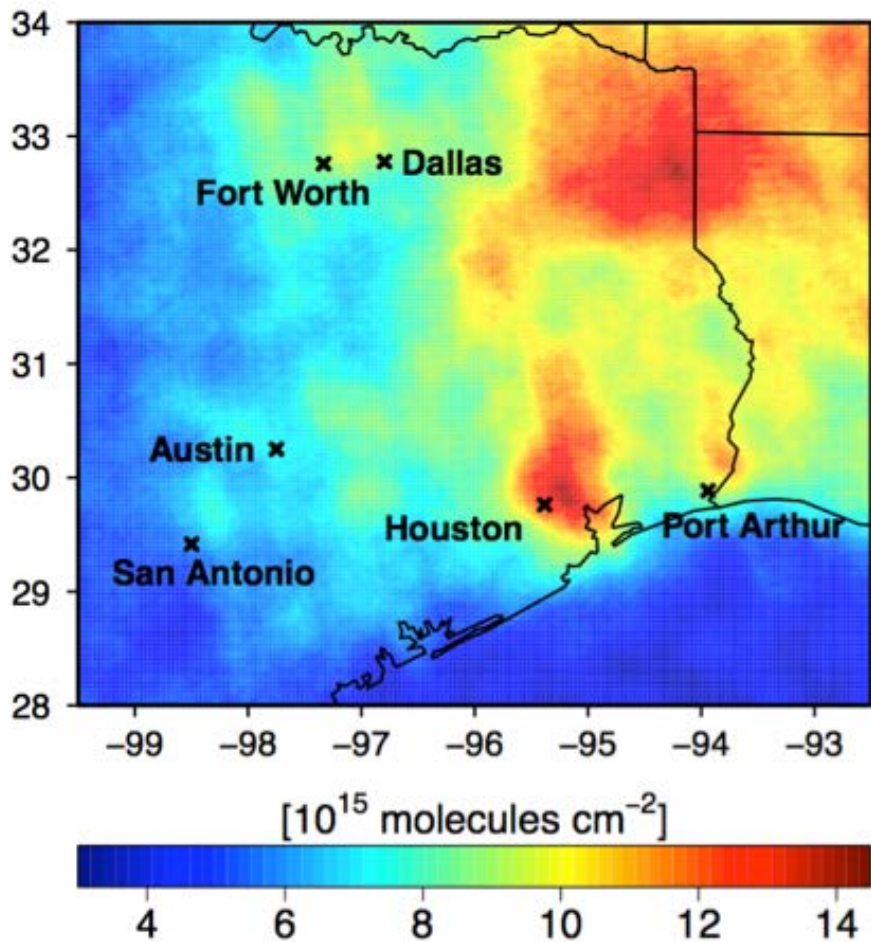 34
33
32
31
30
29
28
Dallas
Fort Worth
Austin
Houston
Port Arthur
San Antonio
−99 −98 −97 −96 −95 −94 −93
[10¹⁵ molecules cm⁻²]
4 6 8 10 12 14